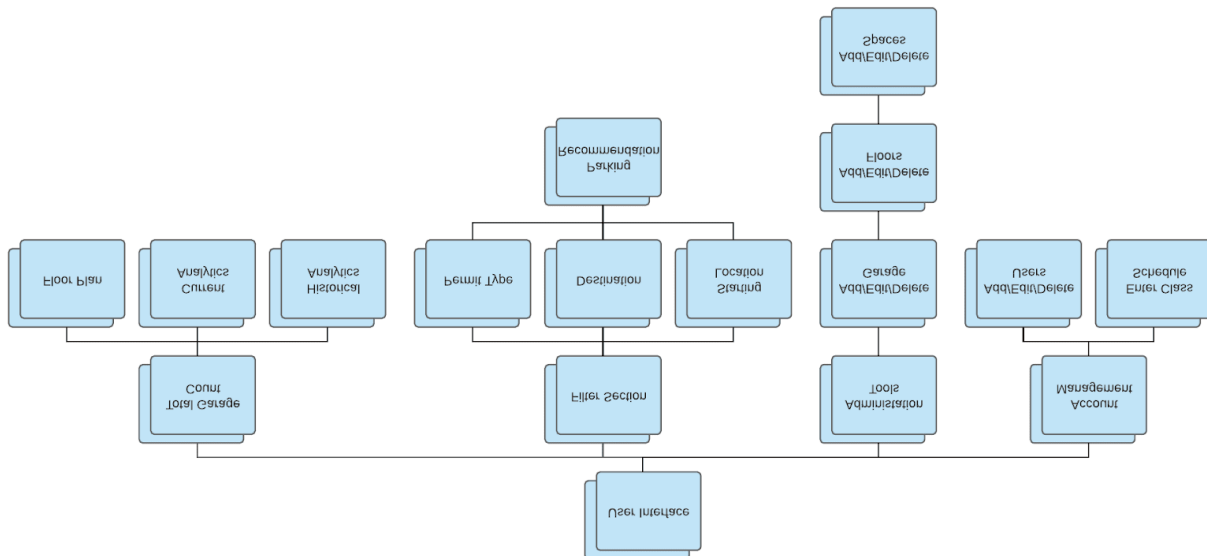 User Interface
Total Garage
Count
Filter Section
Administation
Tools
Account
Management
Floor Plan
Current
Analytics
Historical
Analytics
Permit Type
Destination
Starting
Location
Add/Edit/Delete
Garage
Add/Edit/Delete
Users
Enter Class
Schedule
Parking
Recommendation
Add/Edit/Delete
Floors
Add/Edit/Delete
Spaces